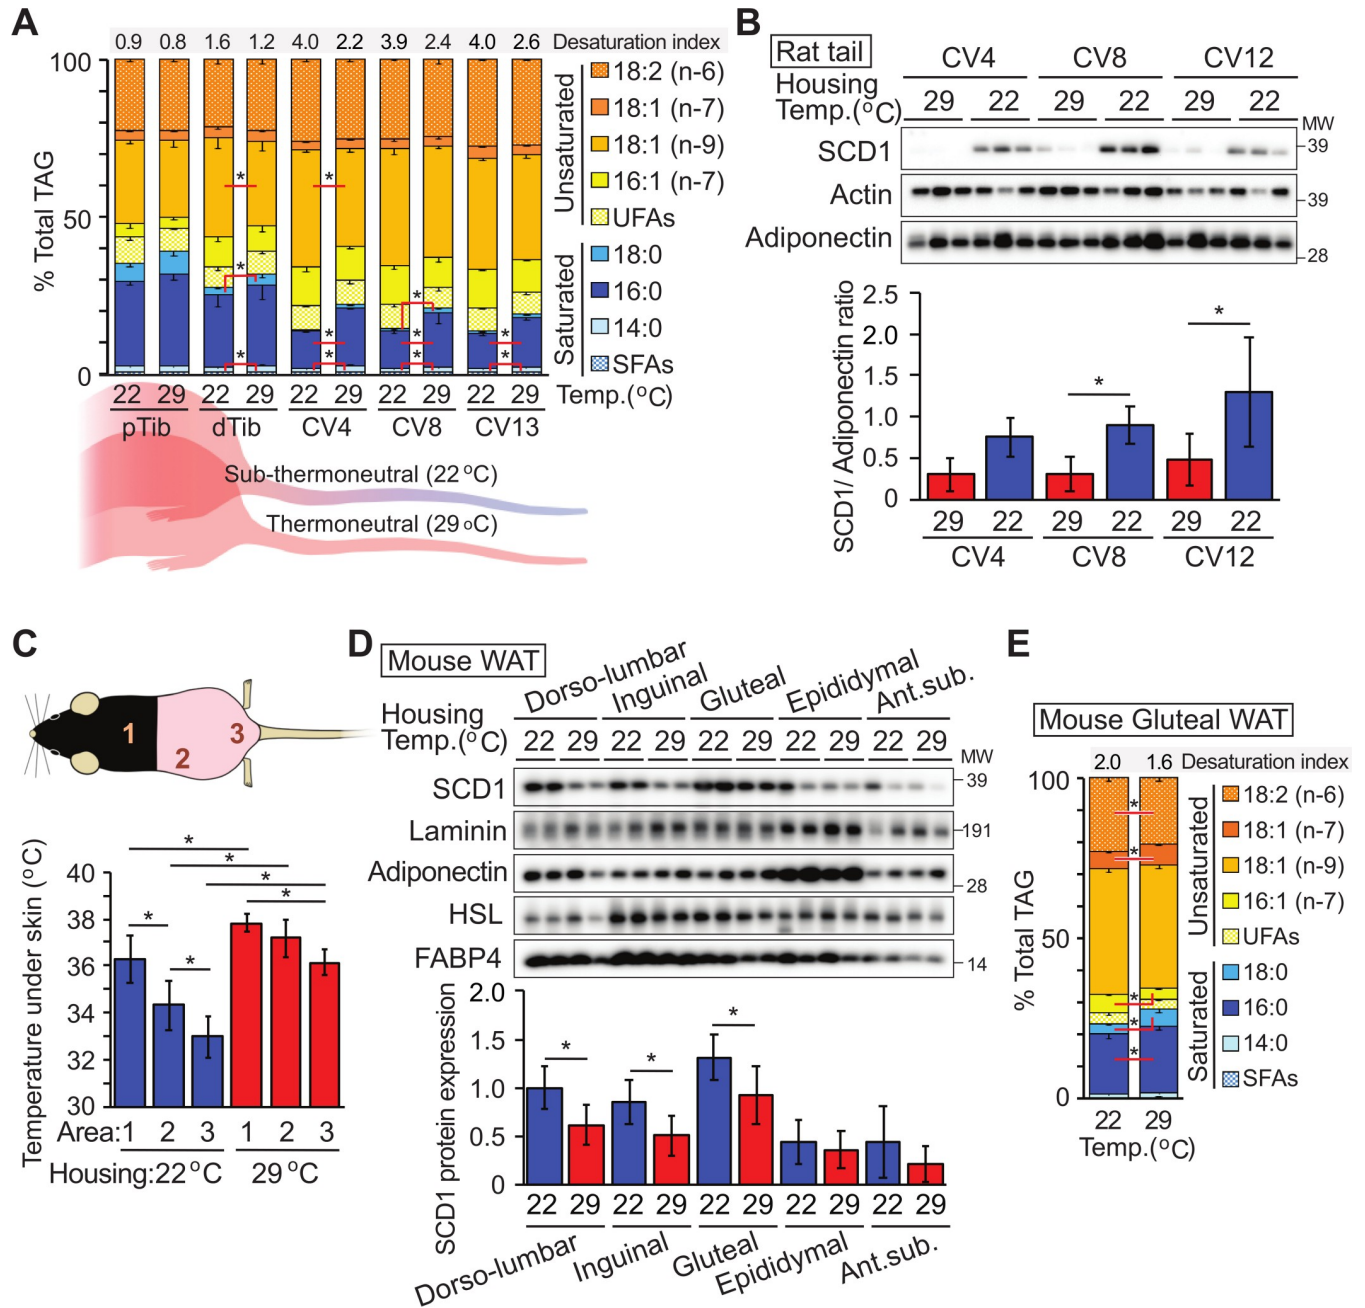 A
0.9 0.8 1.6 1.2 4.0 2.2 3.9 2.4 4.0 2.6 Desaturation index
% Total TAG
100
50
0
* * * * * * * * * * *
Unsaturated
18:2 (n-6)
18:1 (n-7)
18:1 (n-9)
16:1 (n-7)
UFAs
Saturated
18:0
16:0
14:0
SFAs
22 29 22 29 22 29 22 29 22 29 Temp.(°C)
pTib dTib CV4 CV8 CV13
Sub-thermoneutral (22 °C)
Thermoneutral (29 °C)
B
Rat tail
CV4 CV8 CV12
Housing
Temp.(°C)
29 22 29 22 29 22
MW
SCD1 39
Actin 39
Adiponectin 28
SCD1/ Adiponectin ratio
2.5
2.0
1.5
1.0
0.5
0
* *
29 22 29 22 29 22
CV4 CV8 CV12
C
1 2 3
Temperature under skin (°C)
40
38
36
34
32
30
* * * * * *
Area:1 2 3 1 2 3
Housing:22 °C 29 °C
D
Mouse WAT
Dorso-lumbar Inguinal Gluteal Epididymal Ant.sub.
Housing
Temp.(°C)
22 29 22 29 22 29 22 29 22 29
MW
SCD1 39
Laminin 191
Adiponectin 28
HSL
FABP4 14
SCD1 protein expression
2.0
1.5
1.0
0.5
0
* * *
22 29 22 29 22 29 22 29 22 29
Dorso-lumbar Inguinal Gluteal Epididymal Ant.sub.
E
Mouse Gluteal WAT
2.0 1.6 Desaturation index
% Total TAG
100
50
0
* * * * *
Unsaturated
18:2 (n-6)
18:1 (n-7)
18:1 (n-9)
16:1 (n-7)
UFAs
Saturated
18:0
16:0
14:0
SFAs
22 29
Temp.(°C)